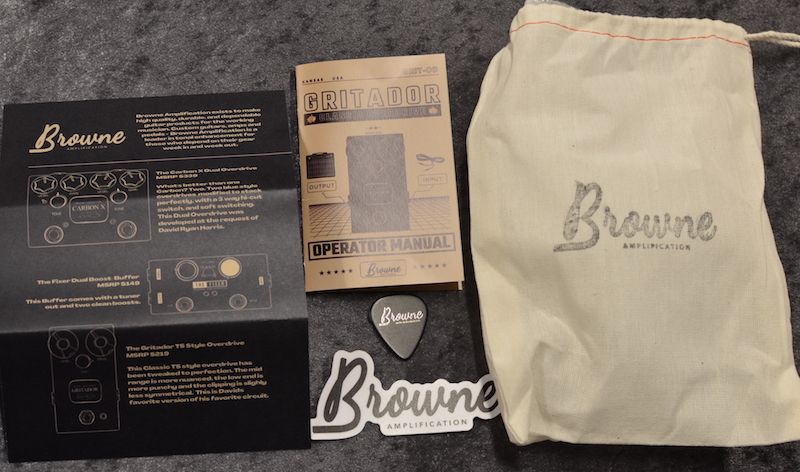 Browne
AMPLIFICATION
Browne Amplification exists to make
high quality, durable, and dependable
guitar products for the working
musician. Custom guitars, amps and
pedals - Browne Amplification is a
leader in tonal enhancement for
those who depend on their gear
week in and week out.
The Carbon X Dual Overdrive
MSRP $339
What's better than one
Carbon? Two. Two blue style
overdrives, modified to stack
perfectly, with a 3 way hi-cut
switch, and soft switching.
This Dual Overdrive was
developed at the request of
David Ryan Harris.
CARBON X
The Fixer Dual Boost Buffer
MSRP $149
This Buffer comes with a tuner
out and two clean boosts.
THE FIXER
The Gritador TS Style Overdrive
MSRP $219
This Classic TS style overdrive has
been tweaked to perfection. The mid
range is more nuanced, the low end is
more punchy and the clipping is slighly
less symmetrical. This is Davids
favorite version of his favorite circuit.
GRITADOR
KANSAS USA
GRIT-09
GRITADOR
OUTPUT
INPUT
OPERATOR MANUAL
Browne
Browne
Browne
AMPLIFICATION
Browne
AMPLIFICATION